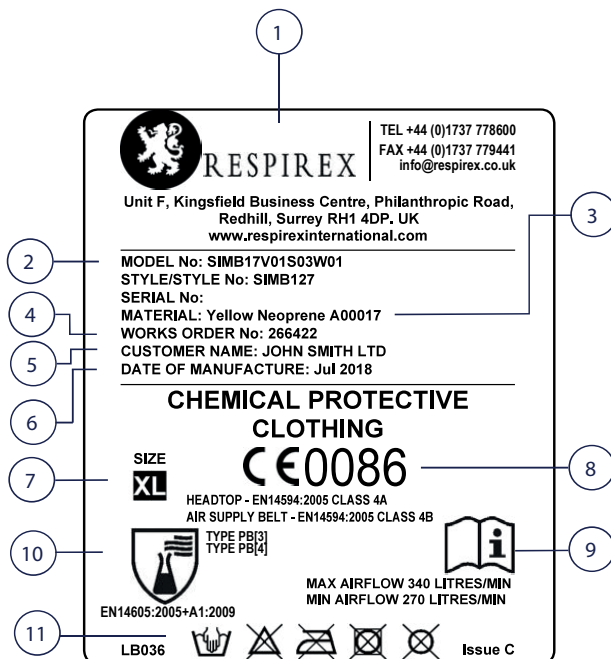 1
RESPIREX
TEL +44 (0)1737 778600
FAX +44 (0)1737 779441
info@respirex.co.uk
Unit F, Kingsfield Business Centre, Philanthropic Road,
Redhill, Surrey RH1 4DP. UK
www.respirexinternational.com
3
2
MODEL No: SIMB17V01S03W01
STYLE/STYLE No: SIMB127
SERIAL No:
MATERIAL: Yellow Neoprene A00017
4
WORKS ORDER No: 266422
5
CUSTOMER NAME: JOHN SMITH LTD
6
DATE OF MANUFACTURE: Jul 2018
CHEMICAL PROTECTIVE
CLOTHING
7
SIZE
XL
CE0086
8
HEADTOP - EN14594:2005 CLASS 4A
AIR SUPPLY BELT - EN14594:2005 CLASS 4B
10
TYPE PB[3]
TYPE PB[4]
i
9
MAX AIRFLOW 340 LITRES/MIN
MIN AIRFLOW 270 LITRES/MIN
EN14605:2005+A1:2009
11
LB036
Issue C